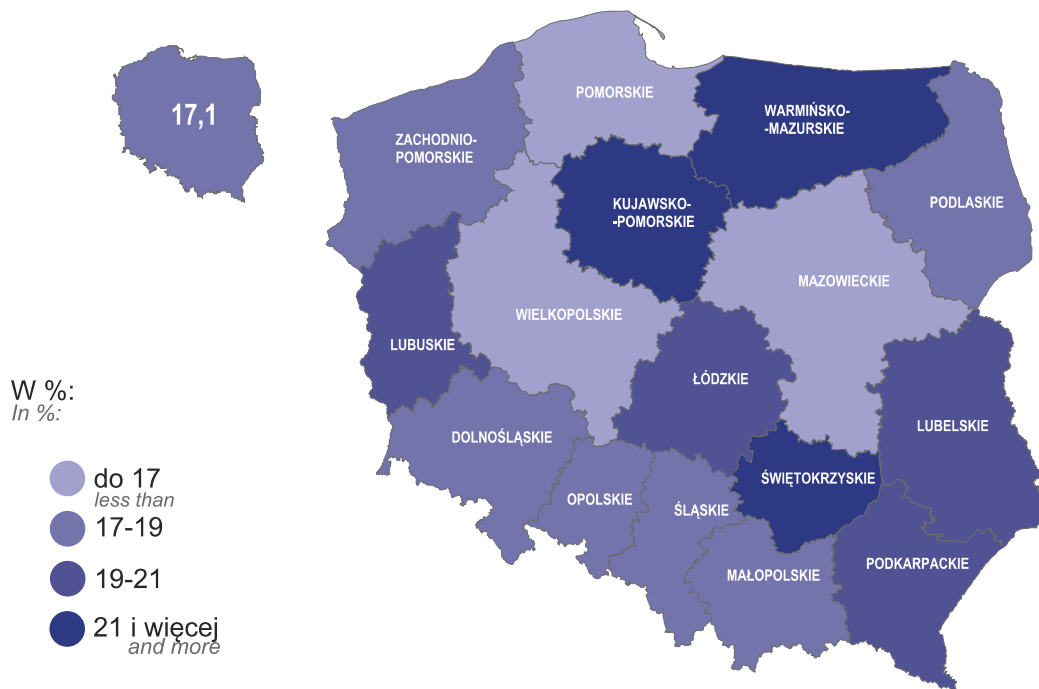 17,1
POMORSKIE
WARMIŃSKO-
-MAZURSKIE
ZACHODNIO-
POMORSKIE
PODLASKIE
KUJAWSKO-
-POMORSKIE
MAZOWIECKIE
WIELKOPOLSKIE
LUBUSKIE
ŁÓDZKIE
LUBELSKIE
DOLNOŚLĄSKIE
ŚWIĘTOKRZYSKIE
OPOLSKIE
ŚLĄSKIE
PODKARPACKIE
MAŁOPOLSKIE
W %:
In %:
do 17
less than
17-19
19-21
21 i więcej
and more